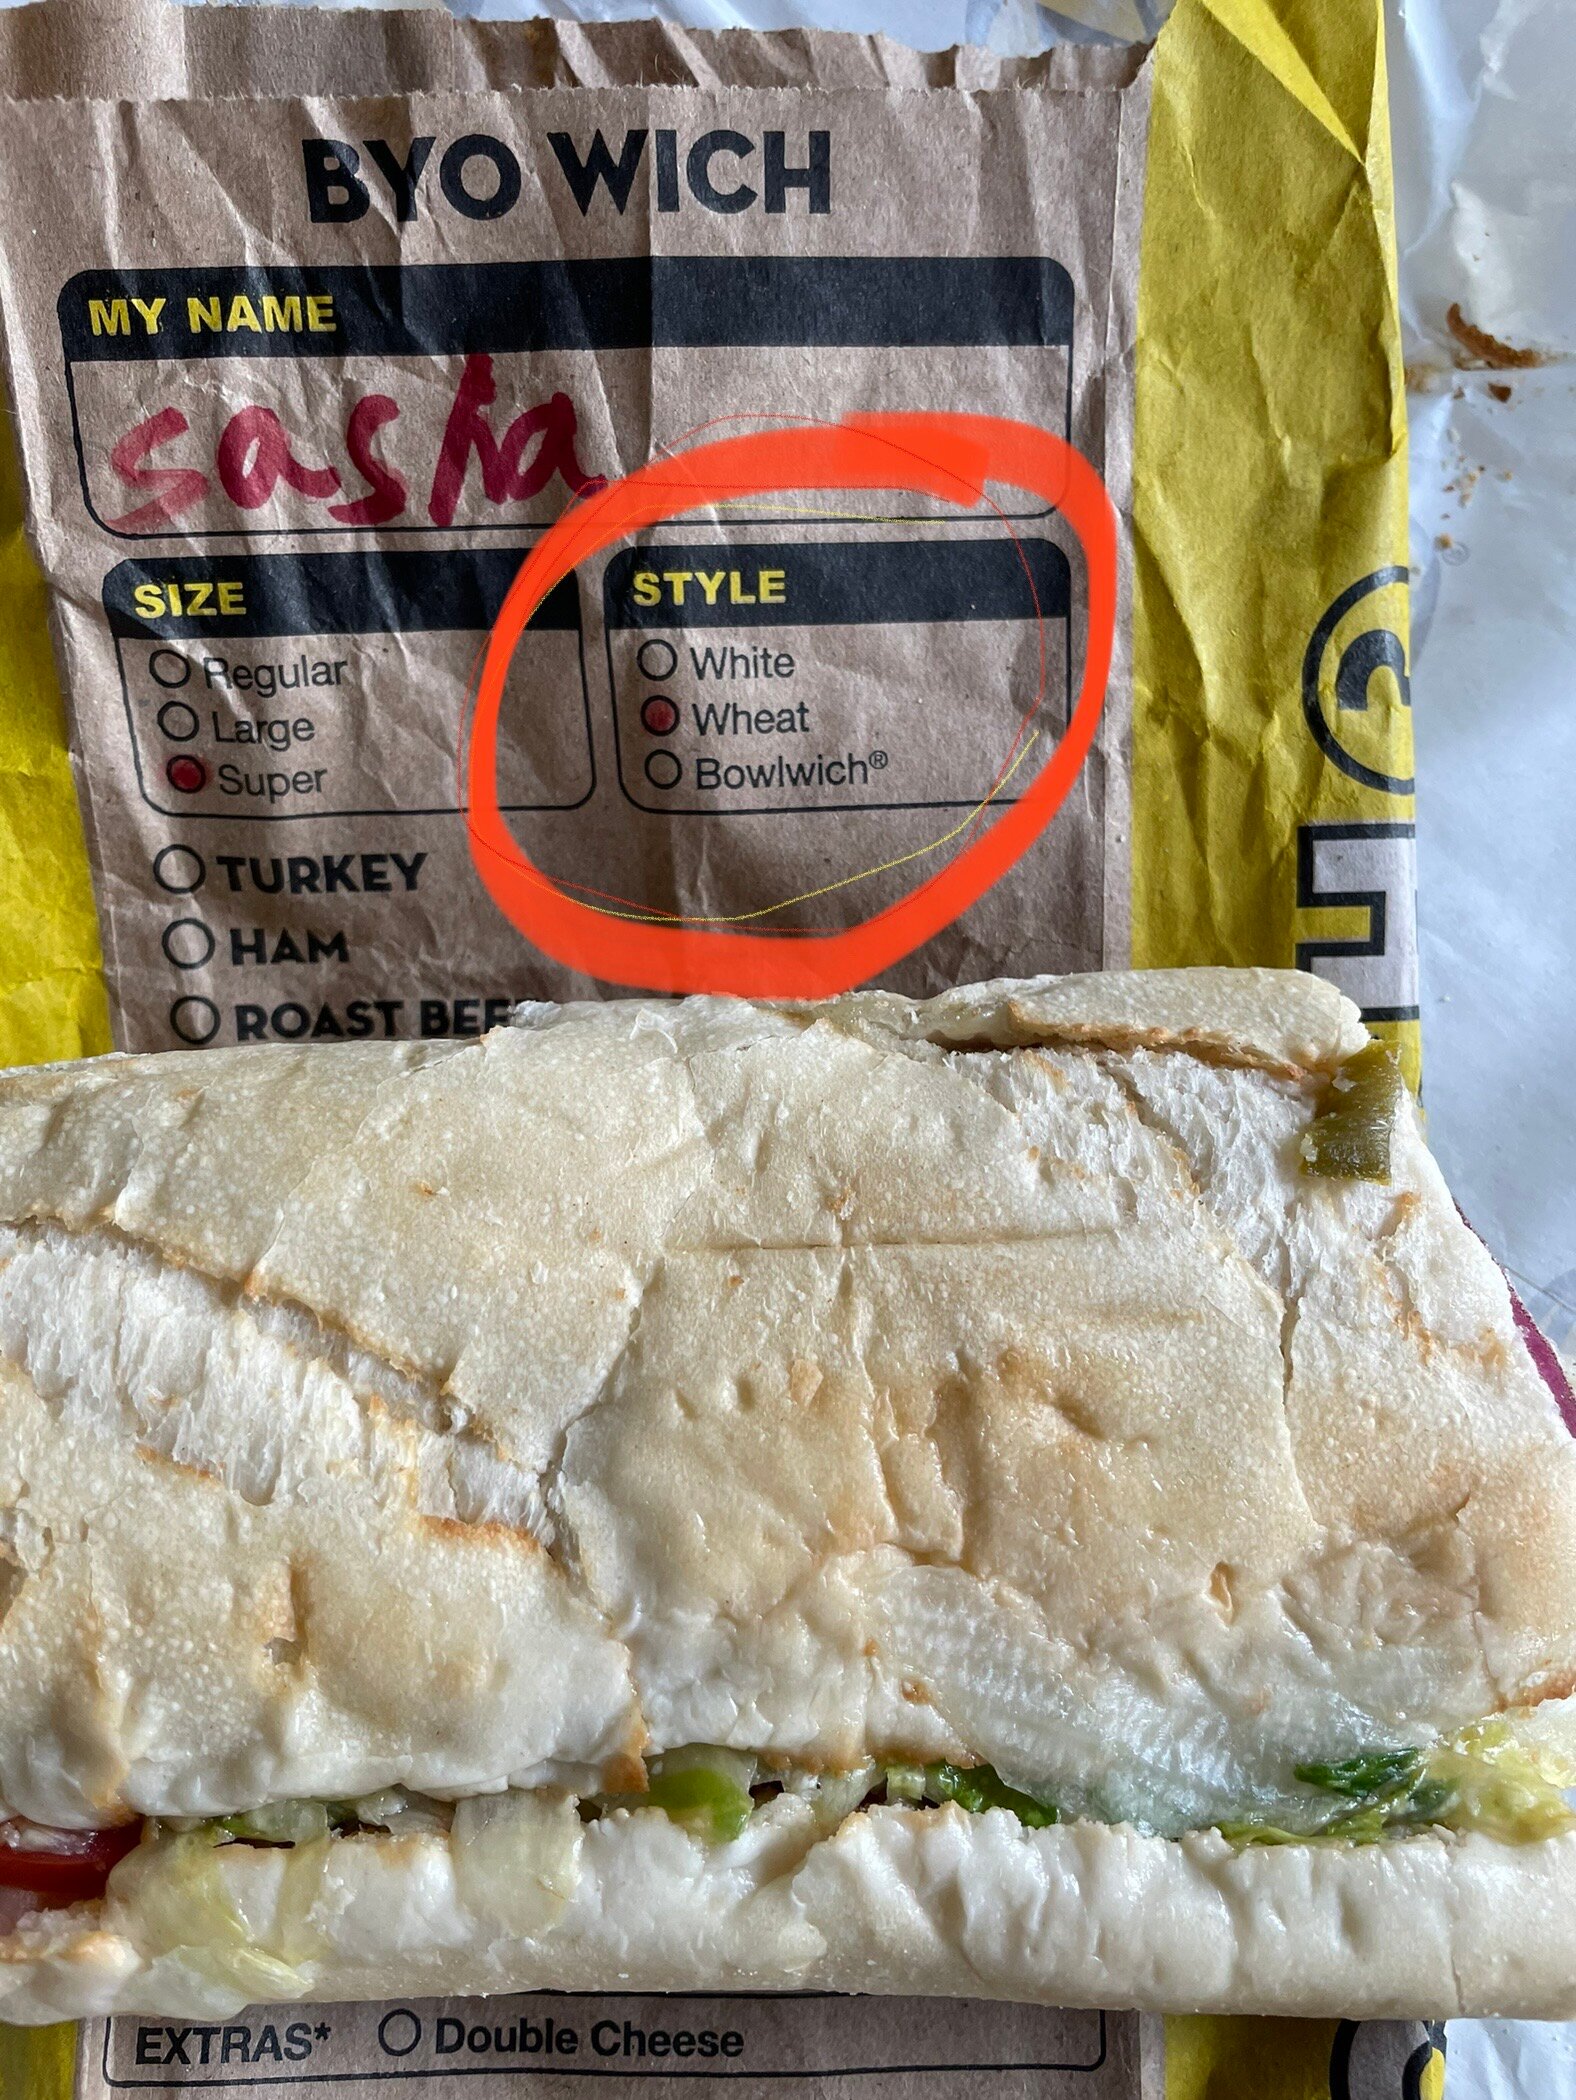 BYO WICH
MY NAME
sasha
SIZE
Regular
Large
Super
STYLE
White
Wheat
Bowlwich®
TURKEY
HAM
ROAST BEE
EXTRAS* Double Cheese